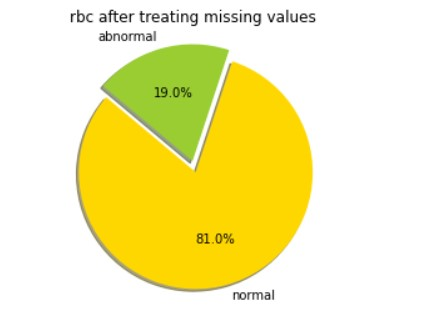 rbc after treating missing values
abnormal
19.0%
81.0%
normal